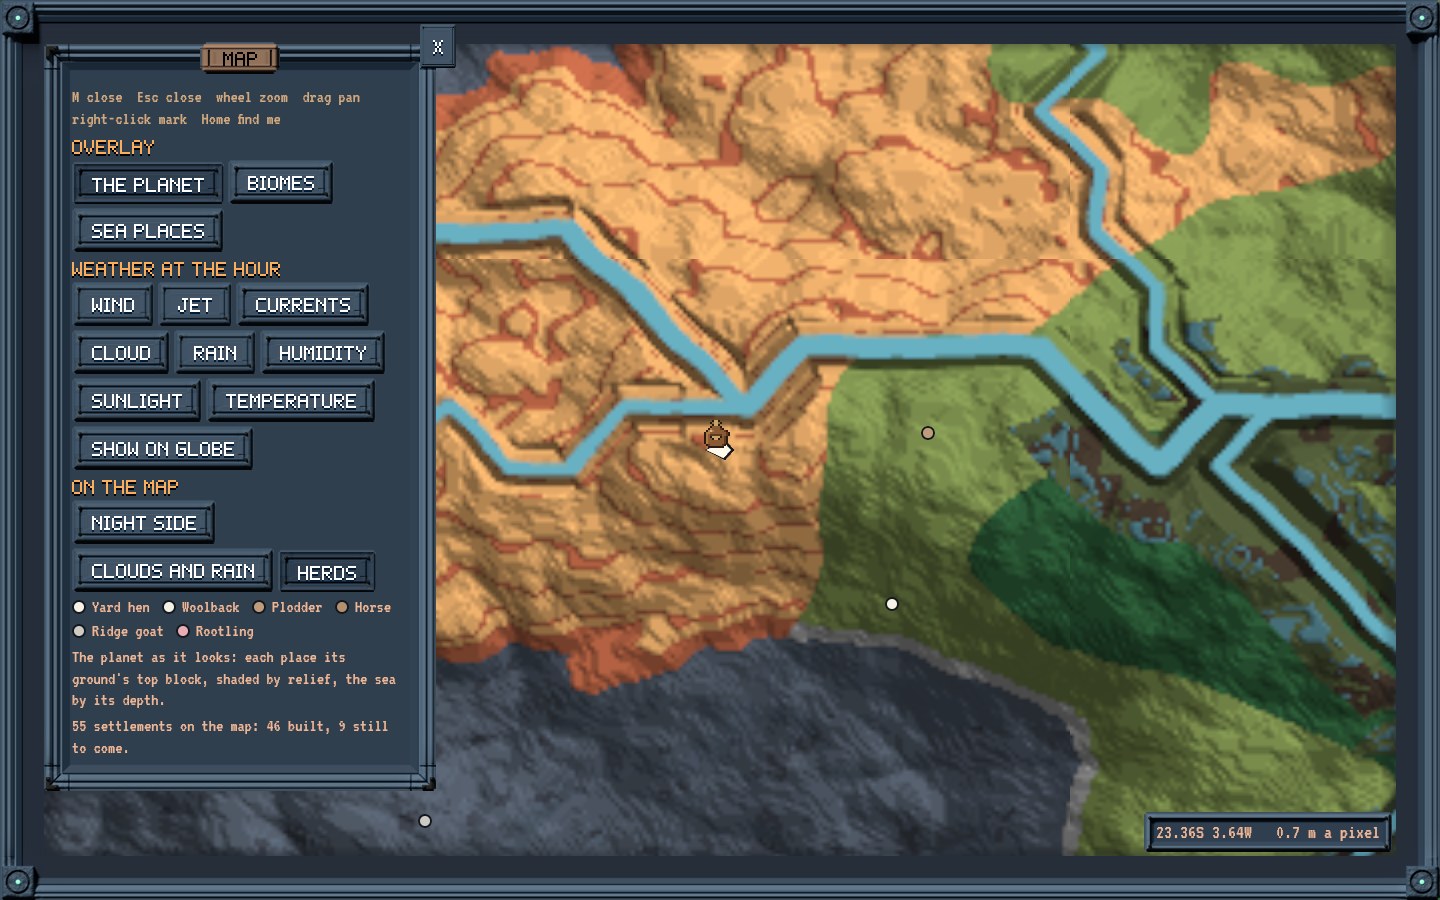 MAP
X
M close Esc close wheel zoom drag pan
right-click mark Home find me
OVERLAY
THE PLANET BIOMES
SEA PLACES
WEATHER AT THE HOUR
WIND JET CURRENTS
CLOUD RAIN HUMIDITY
SUNLIGHT TEMPERATURE
SHOW ON GLOBE
ON THE MAP
NIGHT SIDE
CLOUDS AND RAIN HERDS
Yard hen Woolback Plodder Horse
Ridge goat Rootling
The planet as it looks: each place its
ground's top block, shaded by relief, the sea
by its depth.
55 settlements on the map: 46 built, 9 still
to come.
23.36S 3.64W 0.7 m a pixel